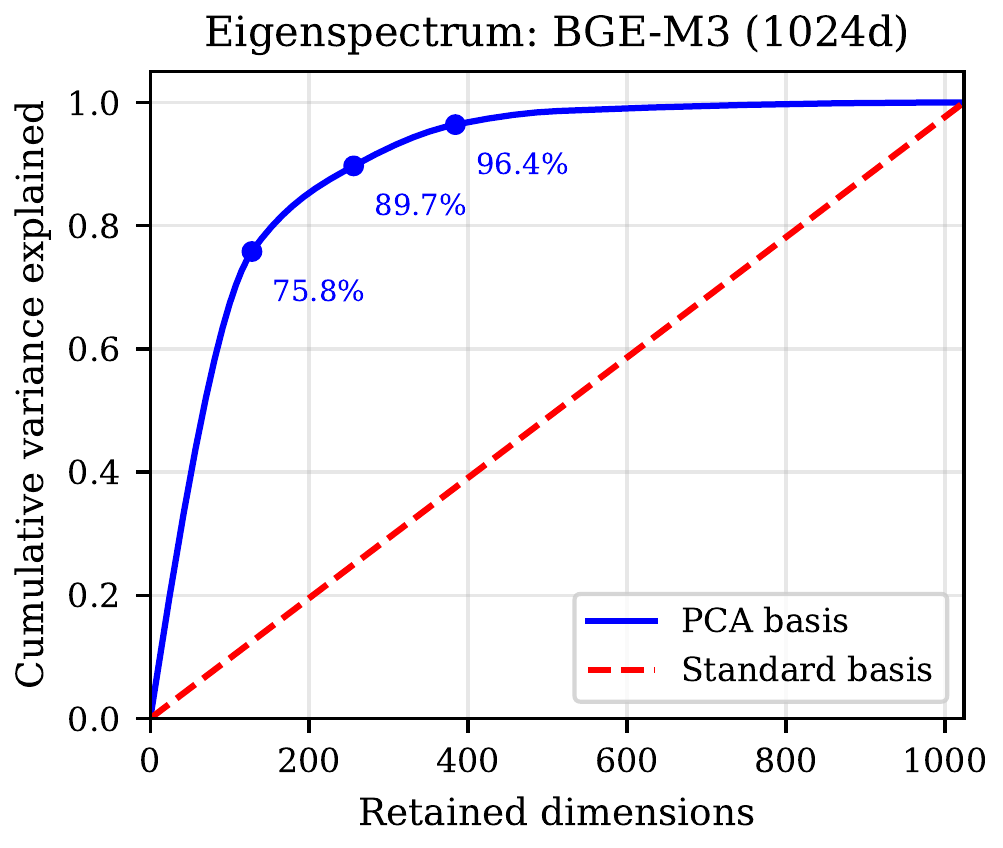 Eigenspectrum: BGE-M3 (1024d)
Cumulative variance explained
1.0
0.8
0.6
0.4
0.2
0.0
96.4%
89.7%
75.8%
PCA basis
Standard basis
0 200 400 600 800 1000
Retained dimensions